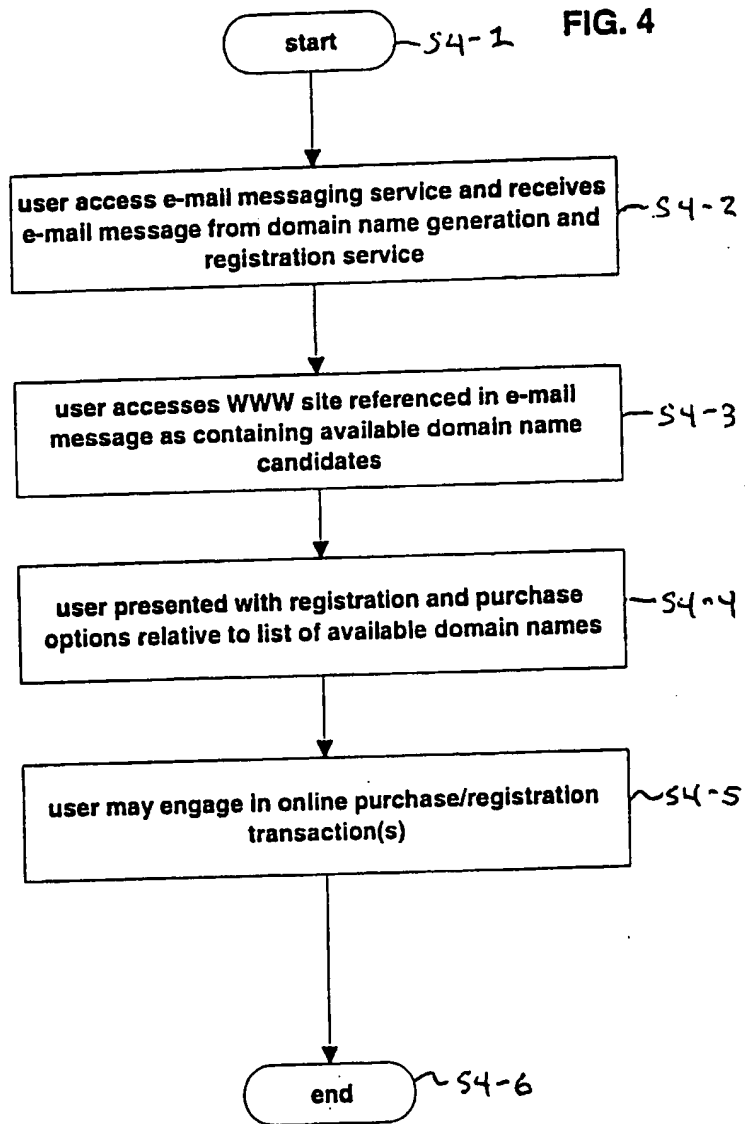 FIG. 4
start
S4-1
user access e-mail messaging service and receives
e-mail message from domain name generation and
registration service
S4-2
user accesses WWW site referenced in e-mail
message as containing available domain name
candidates
S4-3
user presented with registration and purchase
options relative to list of available domain names
S4-4
user may engage in online purchase/registration
transaction(s)
S4-5
end
S4-6